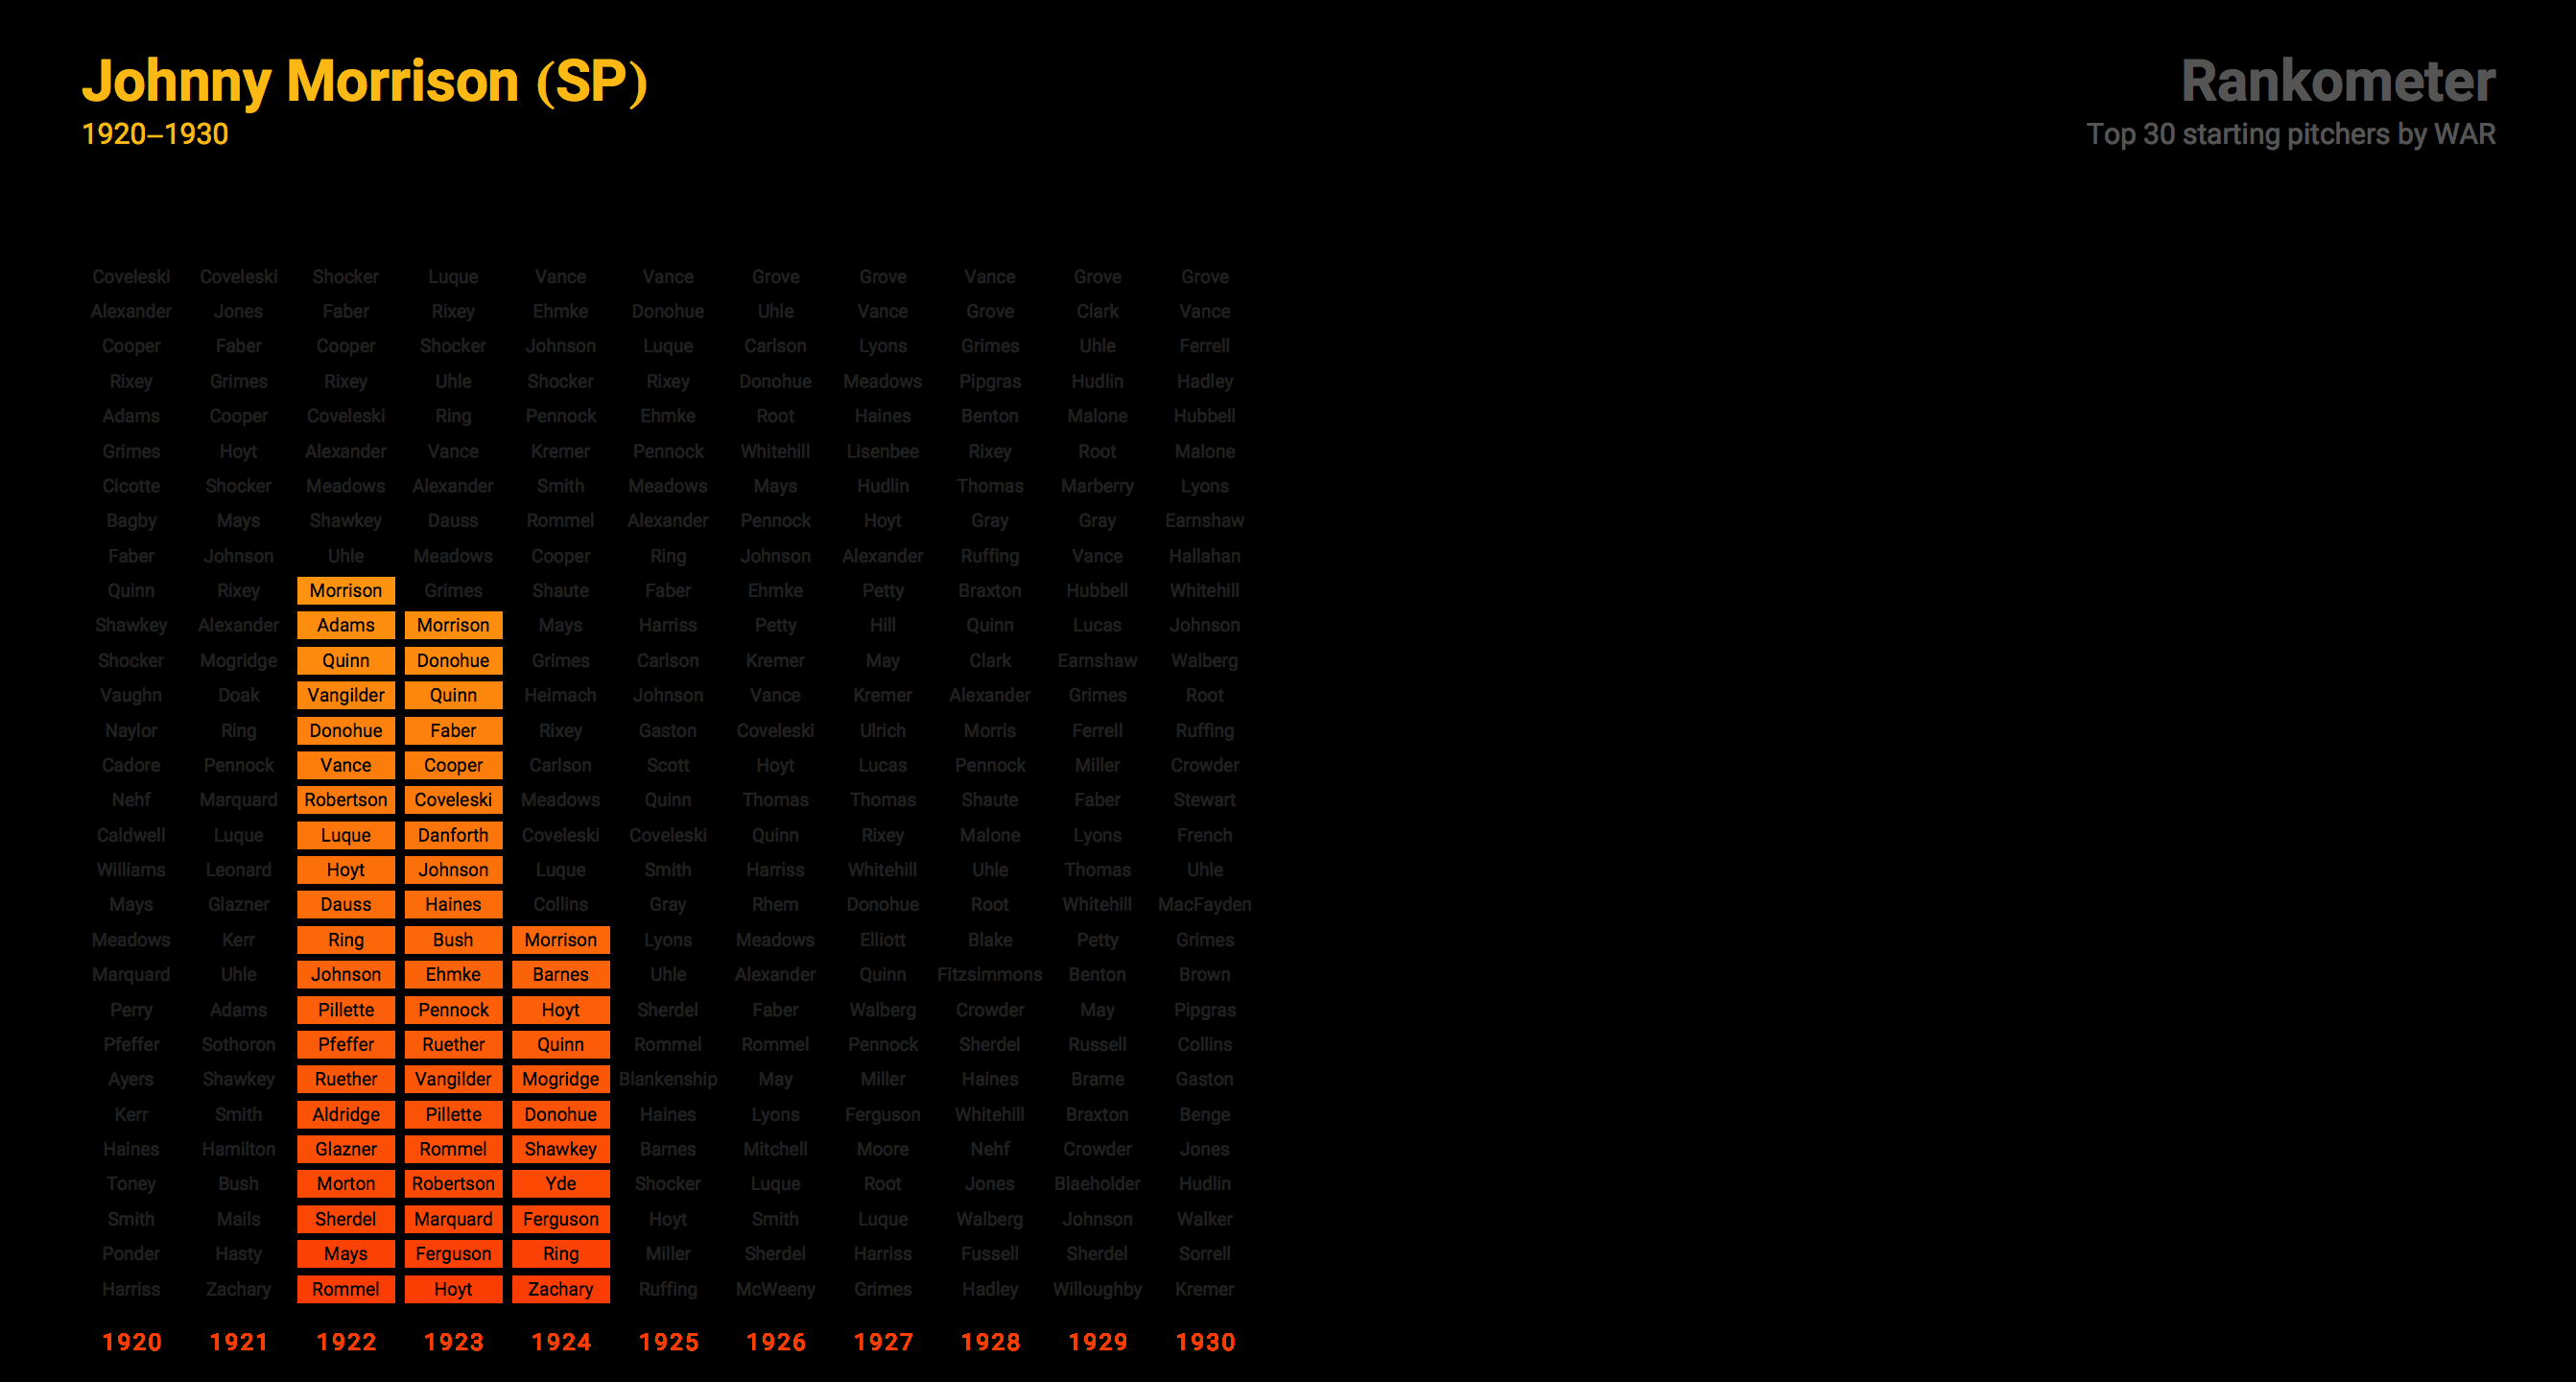 Johnny Morrison (SP)
1920–1930
Rankometer
Top 30 starting pitchers by WAR
Coveleski Coveleski Shocker Luque Vance Vance Grove Grove Vance Grove Grove
Alexander Jones Faber Rixey Ehmke Donohue Uhle Vance Grove Clark Vance
Cooper Faber Cooper Shocker Johnson Luque Carlson Lyons Grimes Uhle Ferrell
Rixey Grimes Rixey Uhle Shocker Rixey Donohue Meadows Pipgras Hudlin Hadley
Adams Cooper Coveleski Ring Pennock Ehmke Root Haines Benton Malone Hubbell
Grimes Hoyt Alexander Vance Kremer Pennock Whitehill Lisenbee Rixey Root Malone
Cicotte Shocker Meadows Alexander Smith Meadows Mays Hudlin Thomas Marberry Lyons
Bagby Mays Shawkey Dauss Rommel Alexander Pennock Hoyt Gray Gray Earnshaw
Faber Johnson Uhle Meadows Cooper Ring Johnson Alexander Ruffing Vance Hallahan
Quinn Rixey Morrison Grimes Shaute Faber Ehmke Petty Braxton Hubbell Whitehill
Shawkey Alexander Adams Morrison Mays Harriss Petty Hill Quinn Lucas Johnson
Shocker Mogridge Quinn Donohue Grimes Carlson Kremer May Clark Earnshaw Walberg
Vaughn Doak Vangilder Quinn Heimach Johnson Vance Kremer Alexander Grimes Root
Naylor Ring Donohue Faber Rixey Gaston Coveleski Ulrich Morris Ferrell Ruffing
Cadore Pennock Vance Cooper Carlson Scott Hoyt Lucas Pennock Miller Crowder
Nehf Marquard Robertson Coveleski Meadows Quinn Thomas Thomas Shaute Faber Stewart
Caldwell Luque Luque Danforth Coveleski Coveleski Quinn Rixey Malone Lyons French
Williams Leonard Hoyt Johnson Luque Smith Harriss Whitehill Uhle Thomas Uhle
Mays Glazner Dauss Haines Collins Gray Rhem Donohue Root Whitehill MacFayden
Meadows Kerr Ring Bush Morrison Lyons Meadows Elliott Blake Petty Grimes
Marquard Uhle Johnson Ehmke Barnes Uhle Alexander Quinn Fitzsimmons Benton Brown
Perry Adams Pillette Pennock Hoyt Sherdel Faber Walberg Crowder May Pipgras
Pfeffer Sothoron Pfeffer Ruether Quinn Rommel Rommel Pennock Sherdel Russell Collins
Ayers Shawkey Ruether Vangilder Mogridge Blankenship May Miller Haines Brame Gaston
Kerr Smith Aldridge Pillette Donohue Haines Lyons Ferguson Whitehill Braxton Benge
Haines Hamilton Glazner Rommel Shawkey Barnes Mitchell Moore Nehf Crowder Jones
Toney Bush Morton Robertson Yde Shocker Luque Root Jones Blaeholder Hudlin
Smith Mails Sherdel Marquard Ferguson Hoyt Smith Luque Walberg Johnson Walker
Ponder Hasty Mays Ferguson Ring Miller Sherdel Harriss Fussell Sherdel Sorrell
Harriss Zachary Rommel Hoyt Zachary Ruffing McWeeny Grimes Hadley Willoughby Kremer
1920 1921 1922 1923 1924 1925 1926 1927 1928 1929 1930